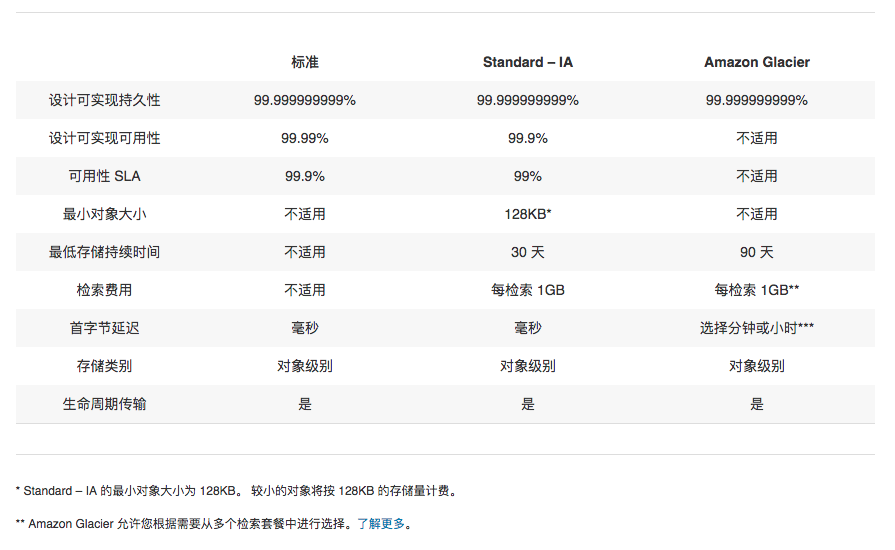 标准 Standard – IA Amazon Glacier
设计可实现持久性 99.999999999% 99.999999999% 99.999999999%
设计可实现可用性 99.99% 99.9% 不适用
可用性 SLA 99.9% 99% 不适用
最小对象大小 不适用 128KB* 不适用
最低存储持续时间 不适用 30 天 90 天
检索费用 不适用 每检索 1GB 每检索 1GB**
首字节延迟 毫秒 毫秒 选择分钟或小时***
存储类别 对象级别 对象级别 对象级别
生命周期传输 是 是 是
* Standard – IA 的最小对象大小为 128KB。 较小的对象将按 128KB 的存储量计费。
** Amazon Glacier 允许您根据需要从多个检索套餐中进行选择。了解更多。